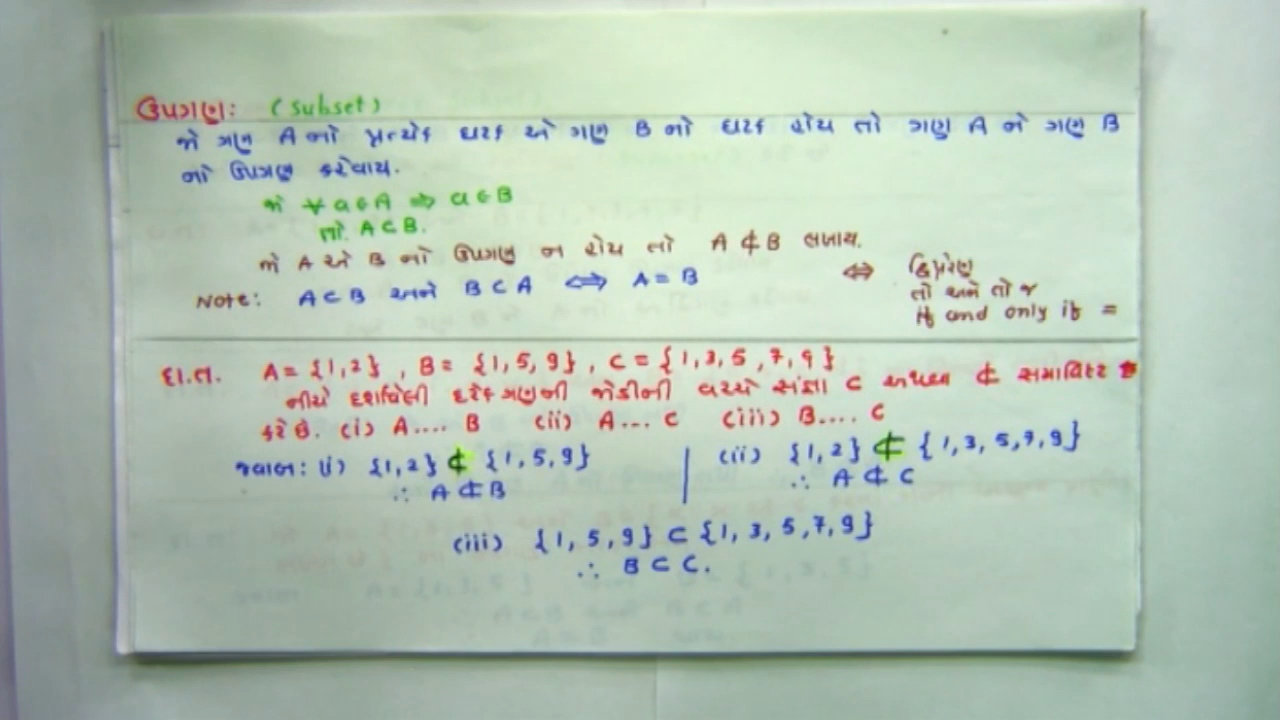 ઉપગણ: (subset)
જો ગણ A નો પ્રત્યેક ઘટક એ ગણ B નો ઘટક હોય તો ગણ A ને ગણ B
નો ઉપગણ કહેવાય.
જો ∀ a ∈ A ⇒ a ∈ B
તો A ⊂ B.
જો A એ B નો ઉપગણ ન હોય તો A ⊄ B લખાય.
Note: A ⊂ B અને B ⊂ A ⇔ A = B
⇔ દ્વિપ્રેરણ
તો અને તો જ
If and only if =
દા.ત. A = {1,2} , B = {1,5,9} , C = {1,3,5,7,9}
નીચે દર્શાવેલી દરેક ગણની જોડીની વચ્ચે સંજ્ઞા ⊂ અથવા ⊄ સમાવિષ્ટ
કરો. (i) A.... B (ii) A... C (iii) B.... C
જવાબ: (i) {1,2} ⊄ {1,5,9}
∴ A ⊄ B
(ii) {1,2} ⊄ {1,3,5,7,9}
∴ A ⊄ C
(iii) {1,5,9} ⊂ {1,3,5,7,9}
∴ B ⊂ C.